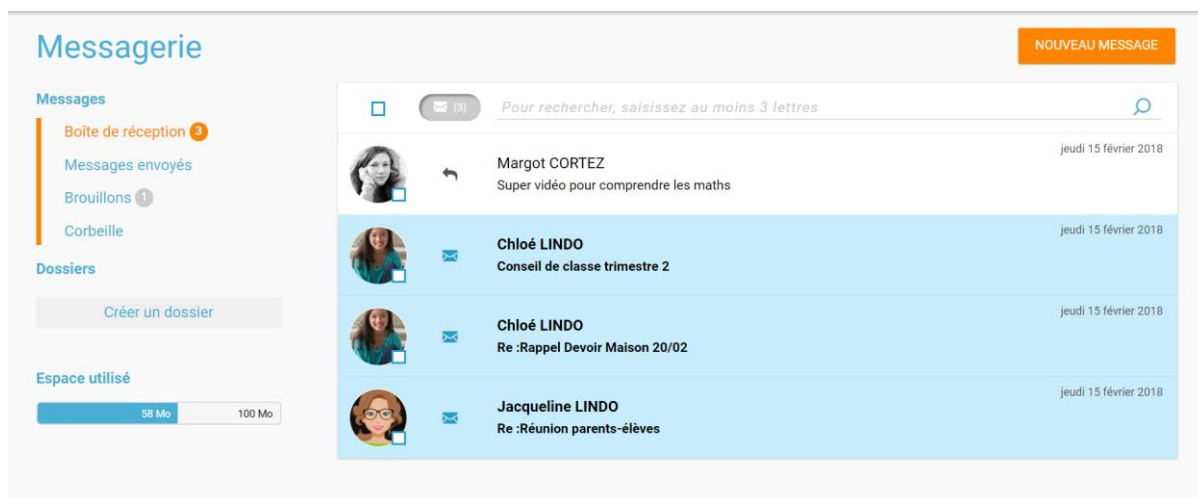 Messagerie
NOUVEAU MESSAGE
Messages
Boîte de réception 3
Messages envoyés
Brouillons 1
Corbeille
Dossiers
Créer un dossier
Espace utilisé
58 Mo 100 Mo
(3) Pour rechercher, saisissez au moins 3 lettres
jeudi 15 février 2018
Margot CORTEZ
Super vidéo pour comprendre les maths
jeudi 15 février 2018
Chloé LINDO
Conseil de classe trimestre 2
jeudi 15 février 2018
Chloé LINDO
Re :Rappel Devoir Maison 20/02
jeudi 15 février 2018
Jacqueline LINDO
Re :Réunion parents-élèves